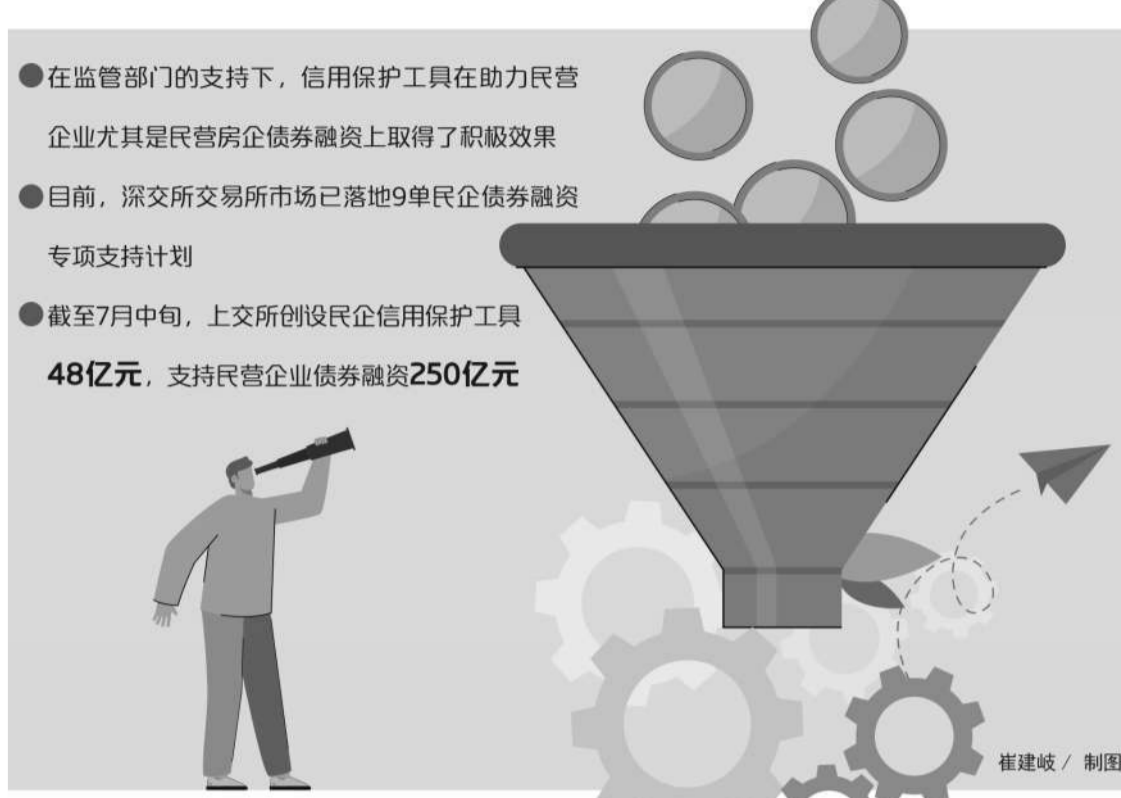 ●在监管部门的支持下，信用保护工具在助力民营
企业尤其是民营房企债券融资上取得了积极效果
●目前，深交所交易所市场已落地9单民企债券融资
专项支持计划
●截至7月中旬，上交所创设民企信用保护工具
48亿元，支持民营企业债券融资250亿元
崔建岐 / 制图